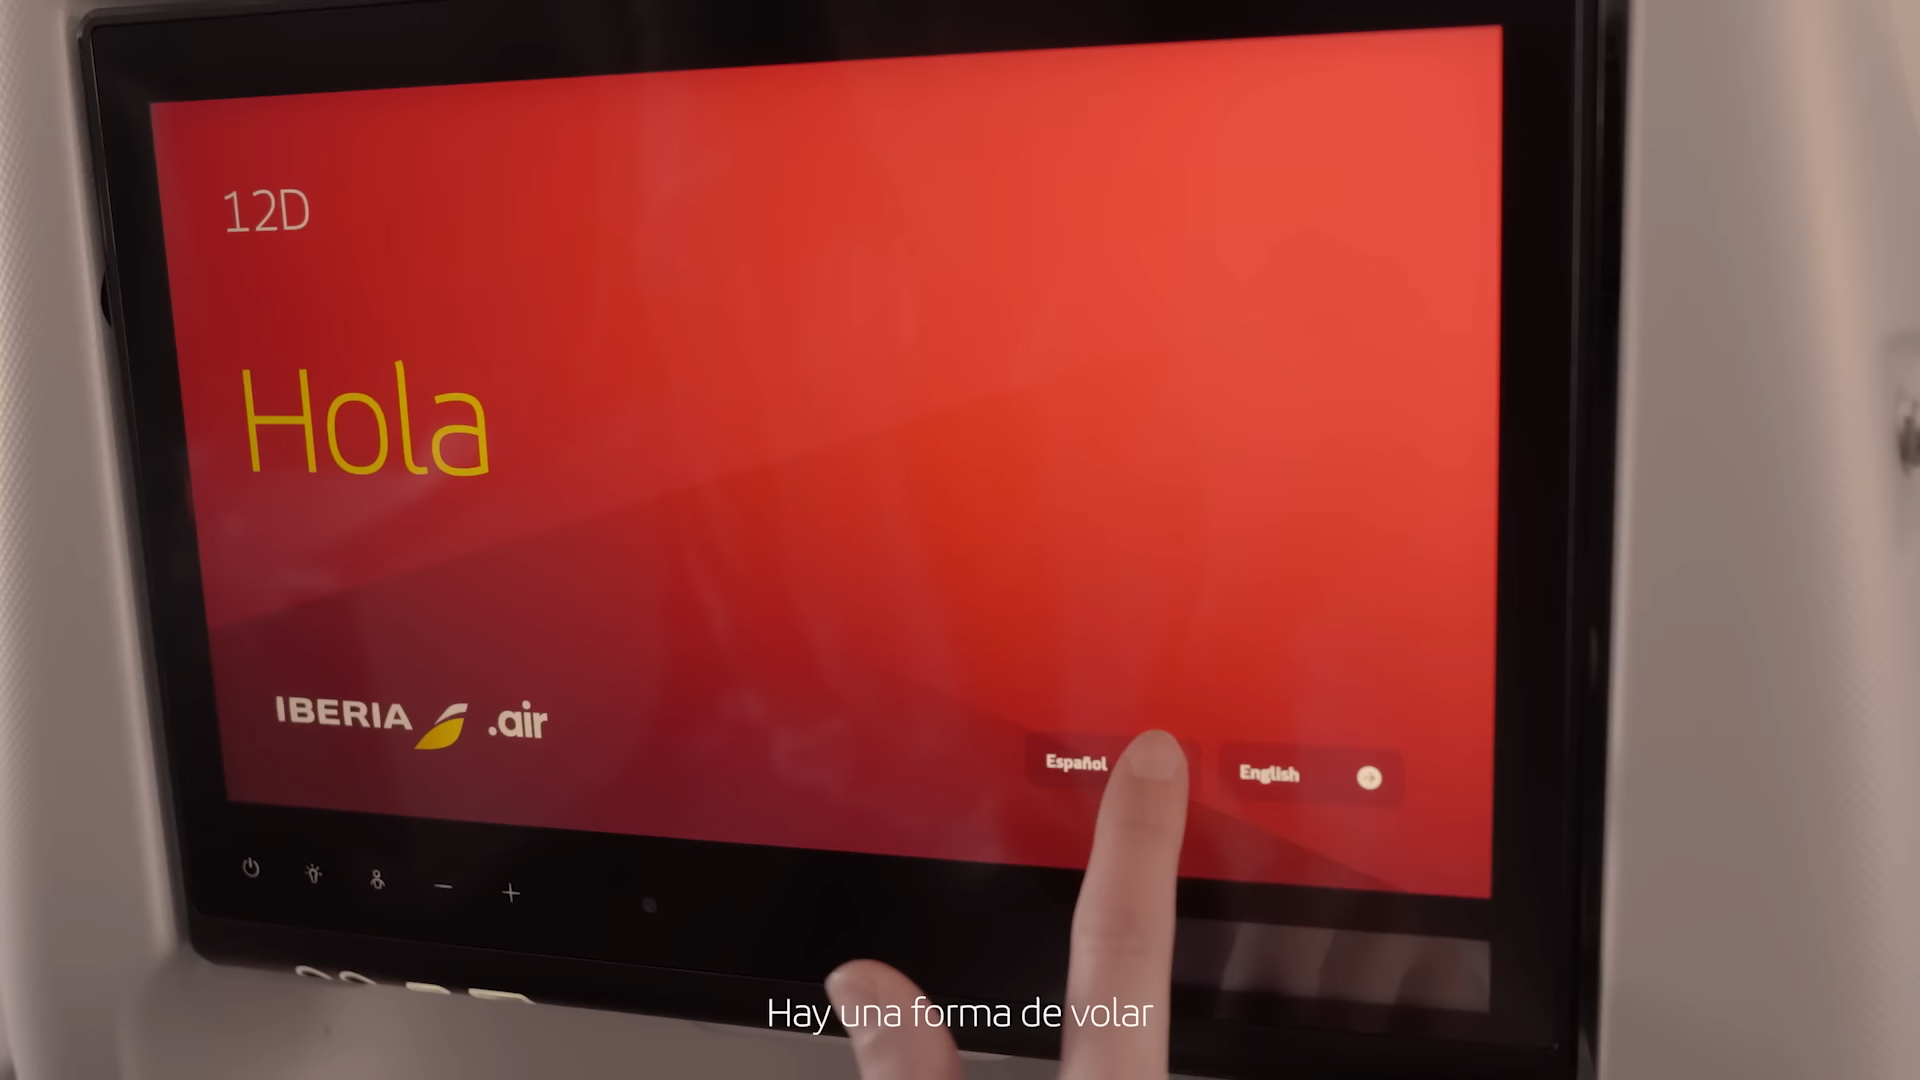 12D
Hola
IBERIA .air
Español
English
Hay una forma de volar